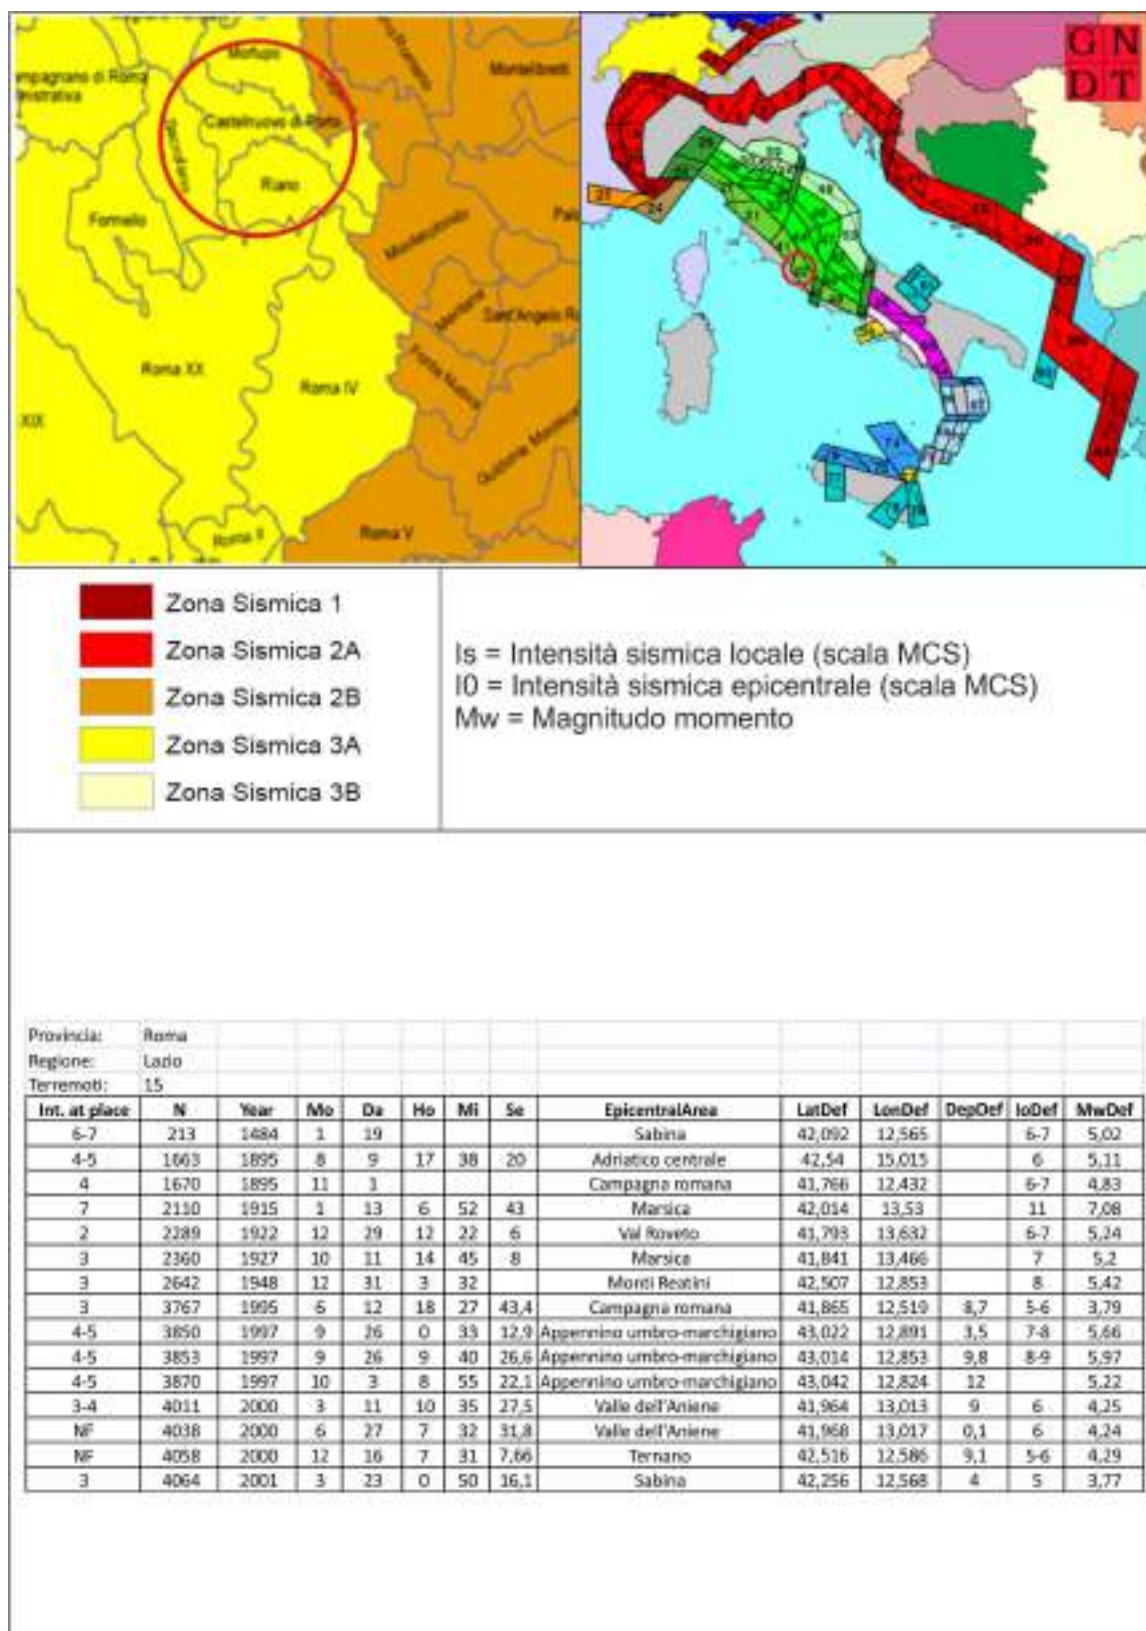 Morlupo
Montelibretti
Castelnuovo di Porto
Riano
Formello
Monterotondo
Mentana
Sant'Angelo R
Fonte Nuova
Roma XX
Roma IV
XIX
Guidonia
Roma II
Roma V
G N
D T
Zona Sismica 1
Zona Sismica 2A
Zona Sismica 2B
Zona Sismica 3A
Zona Sismica 3B
Is = Intensità sismica locale (scala MCS)
I0 = Intensità sismica epicentrale (scala MCS)
Mw = Magnitudo momento
Provincia: Roma
Regione: Lazio
Terremoti: 15
Int. at place N Year Mo Da Ho Mi Se EpicentralArea LatDef LonDef DepDef IoDef MwDef
6-7 213 1484 1 19 Sabina 42,092 12,565 6-7 5,02
4-5 1663 1895 8 9 17 38 20 Adriatico centrale 42,54 15,015 6 5,11
4 1670 1895 11 1 Campagna romana 41,766 12,432 6-7 4,83
7 2110 1915 1 13 6 52 43 Marsica 42,014 13,53 11 7,08
2 2289 1922 12 29 12 22 6 Val Roveto 41,793 13,632 6-7 5,24
3 2360 1927 10 11 14 45 8 Marsica 41,841 13,466 7 5,2
3 2642 1948 12 31 3 32 Monti Reatini 42,507 12,853 8 5,42
3 3767 1995 6 12 18 27 43,4 Campagna romana 41,865 12,519 8,7 5-6 3,79
4-5 3850 1997 9 26 0 33 12,9 Appennino umbro-marchigiano 43,022 12,891 3,5 7-8 5,66
4-5 3853 1997 9 26 9 40 26,6 Appennino umbro-marchigiano 43,014 12,853 9,8 8-9 5,97
4-5 3870 1997 10 3 8 55 22,1 Appennino umbro-marchigiano 43,042 12,824 12 5,22
3-4 4011 2000 3 11 10 35 27,5 Valle dell'Aniene 41,964 13,013 9 6 4,25
NF 4038 2000 6 27 7 32 31,8 Valle dell'Aniene 41,968 13,017 0,1 6 4,24
NF 4058 2000 12 16 7 31 7,66 Ternano 42,516 12,586 9,1 5-6 4,29
3 4064 2001 3 23 0 50 16,1 Sabina 42,256 12,568 4 5 3,77